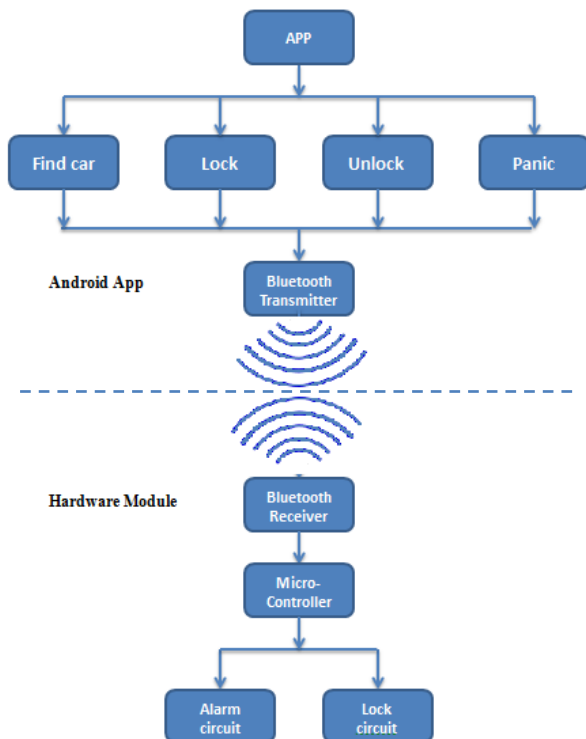 APP
Find car
Lock
Unlock
Panic
Android App
Bluetooth
Transmitter
Hardware Module
Bluetooth
Receiver
Micro-
Controller
Alarm
circuit
Lock
circuit